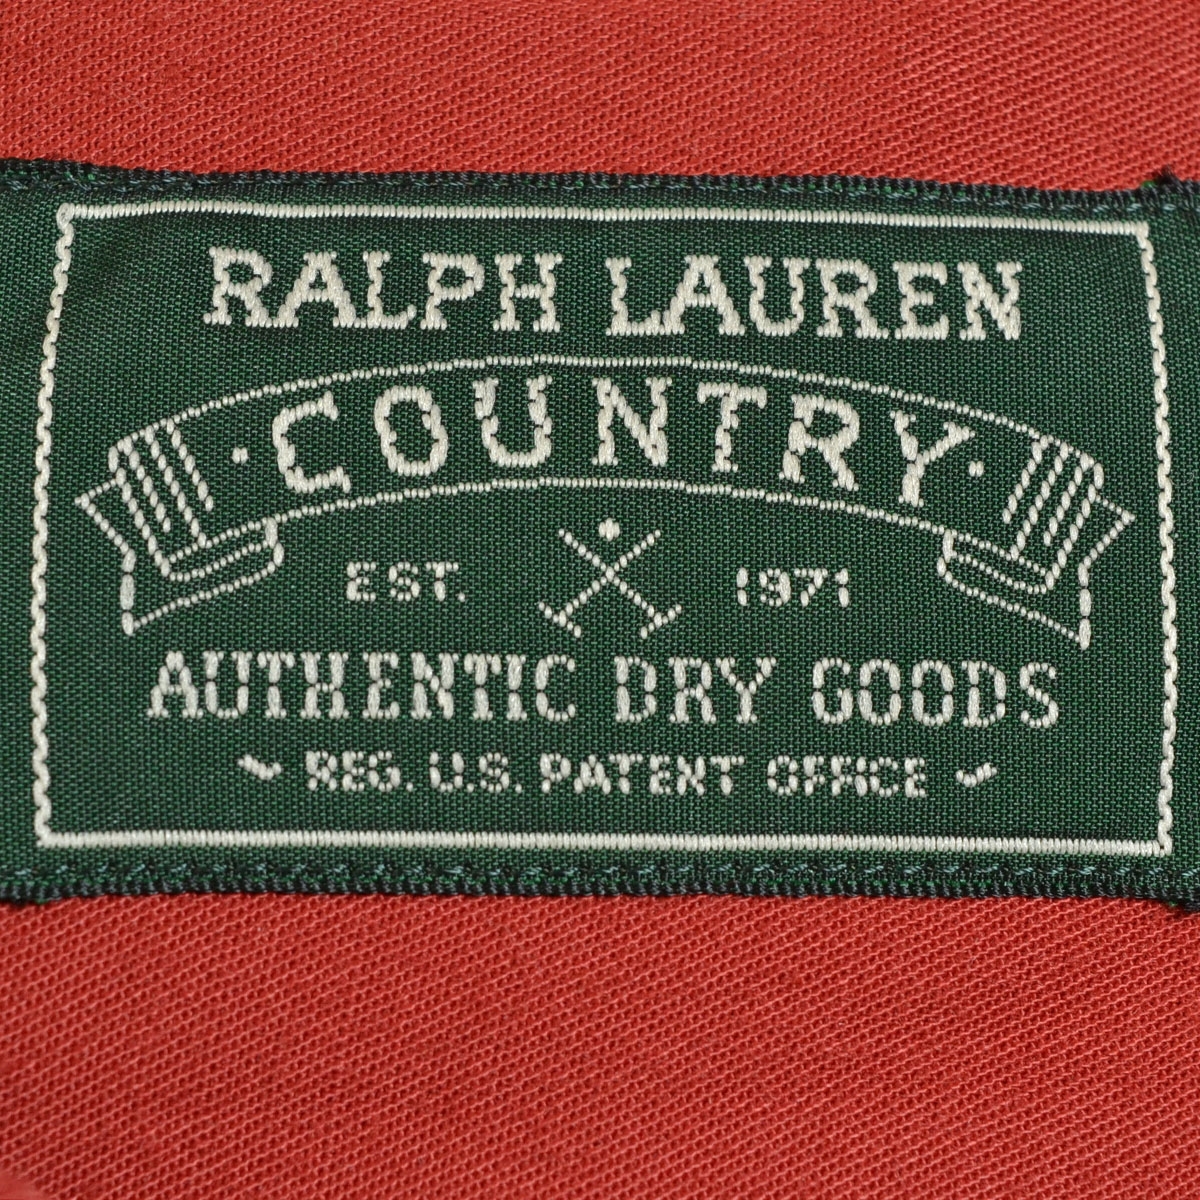 RALPH LAUREN
· COUNTRY ·
EST. 1971
AUTHENTIC DRY GOODS
REG. U.S. PATENT OFFICE